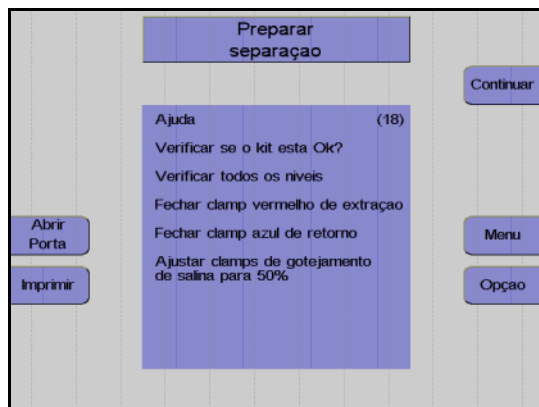 Preparar
separaçao
Continuar
Ajuda (18)
Verificar se o kit esta Ok?
Verificar todos os niveis
Fechar clamp vermelho de extraçao
Fechar clamp azul de retorno
Ajustar clamps de gotejamento
de salina para 50%
Abrir
Porta
Imprimir
Menu
Opçao